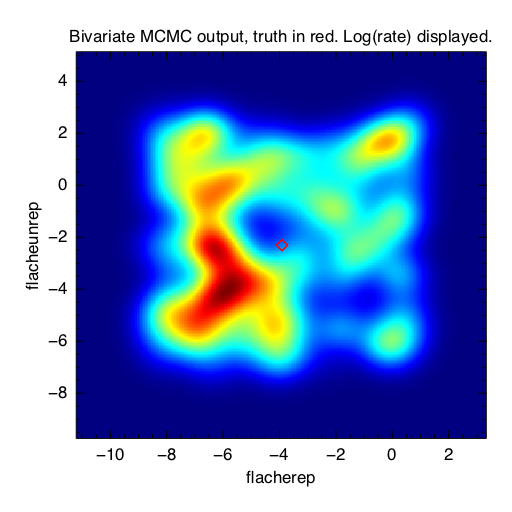 Bivariate MCMC output, truth in red. Log(rate) displayed.
4
2
0
−2
−4
−6
−8
flacheunrep
−10 −8 −6 −4 −2 0 2
flacherep